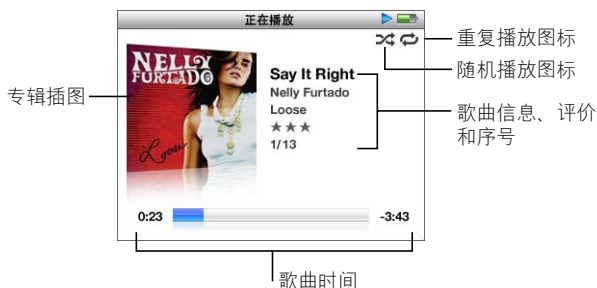 正在播放
重复播放图标
随机播放图标
专辑插图
NELLY
FURTADO
Loose
Say It Right
Nelly Furtado
Loose
★★★
1/13
歌曲信息、评价
和序号
0:23
-3:43
歌曲时间